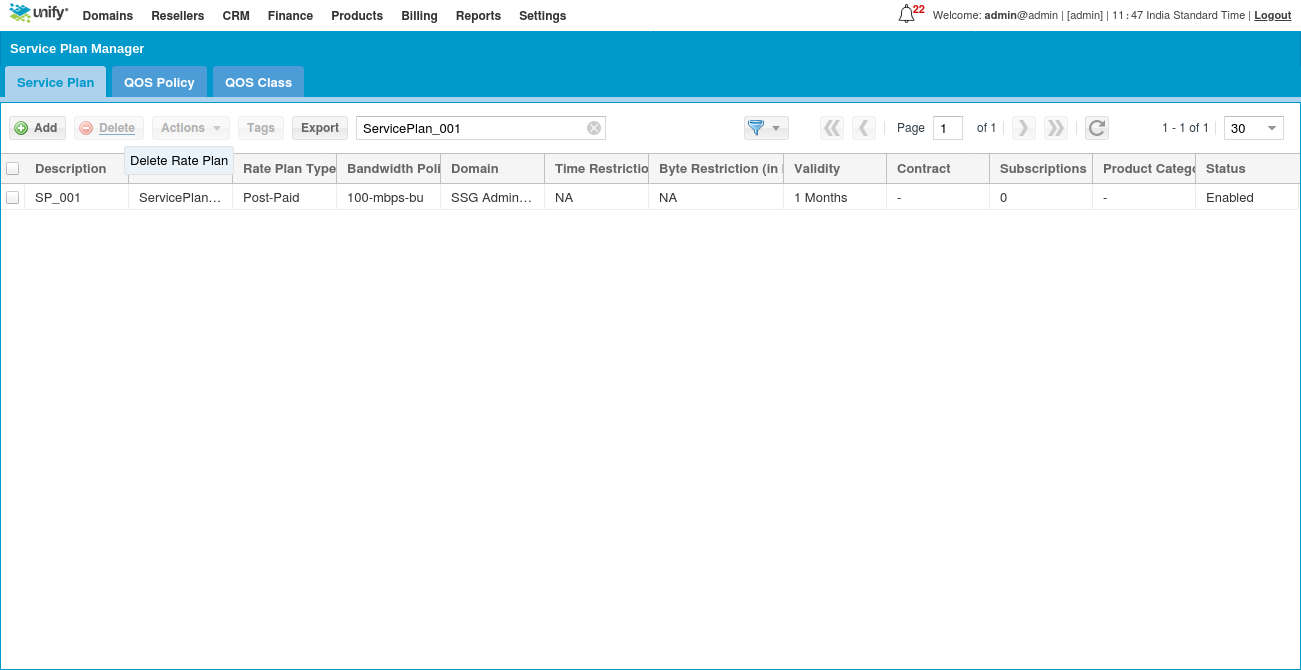 unify Domains Resellers CRM Finance Products Billing Reports Settings 22 Welcome: admin@admin | [admin] | 11:47 India Standard Time | Logout
Service Plan Manager
Service Plan QOS Policy QOS Class
Add Delete Actions Tags Export ServicePlan_001 Page 1 of 1 1 - 1 of 1 30
Delete Rate Plan
Description Rate Plan Type Bandwidth Poli Domain Time Restrictio Byte Restriction (in Validity Contract Subscriptions Product Catego Status
SP_001 ServicePlan... Post-Paid 100-mbps-bu SSG Admin... NA NA 1 Months - 0 - Enabled